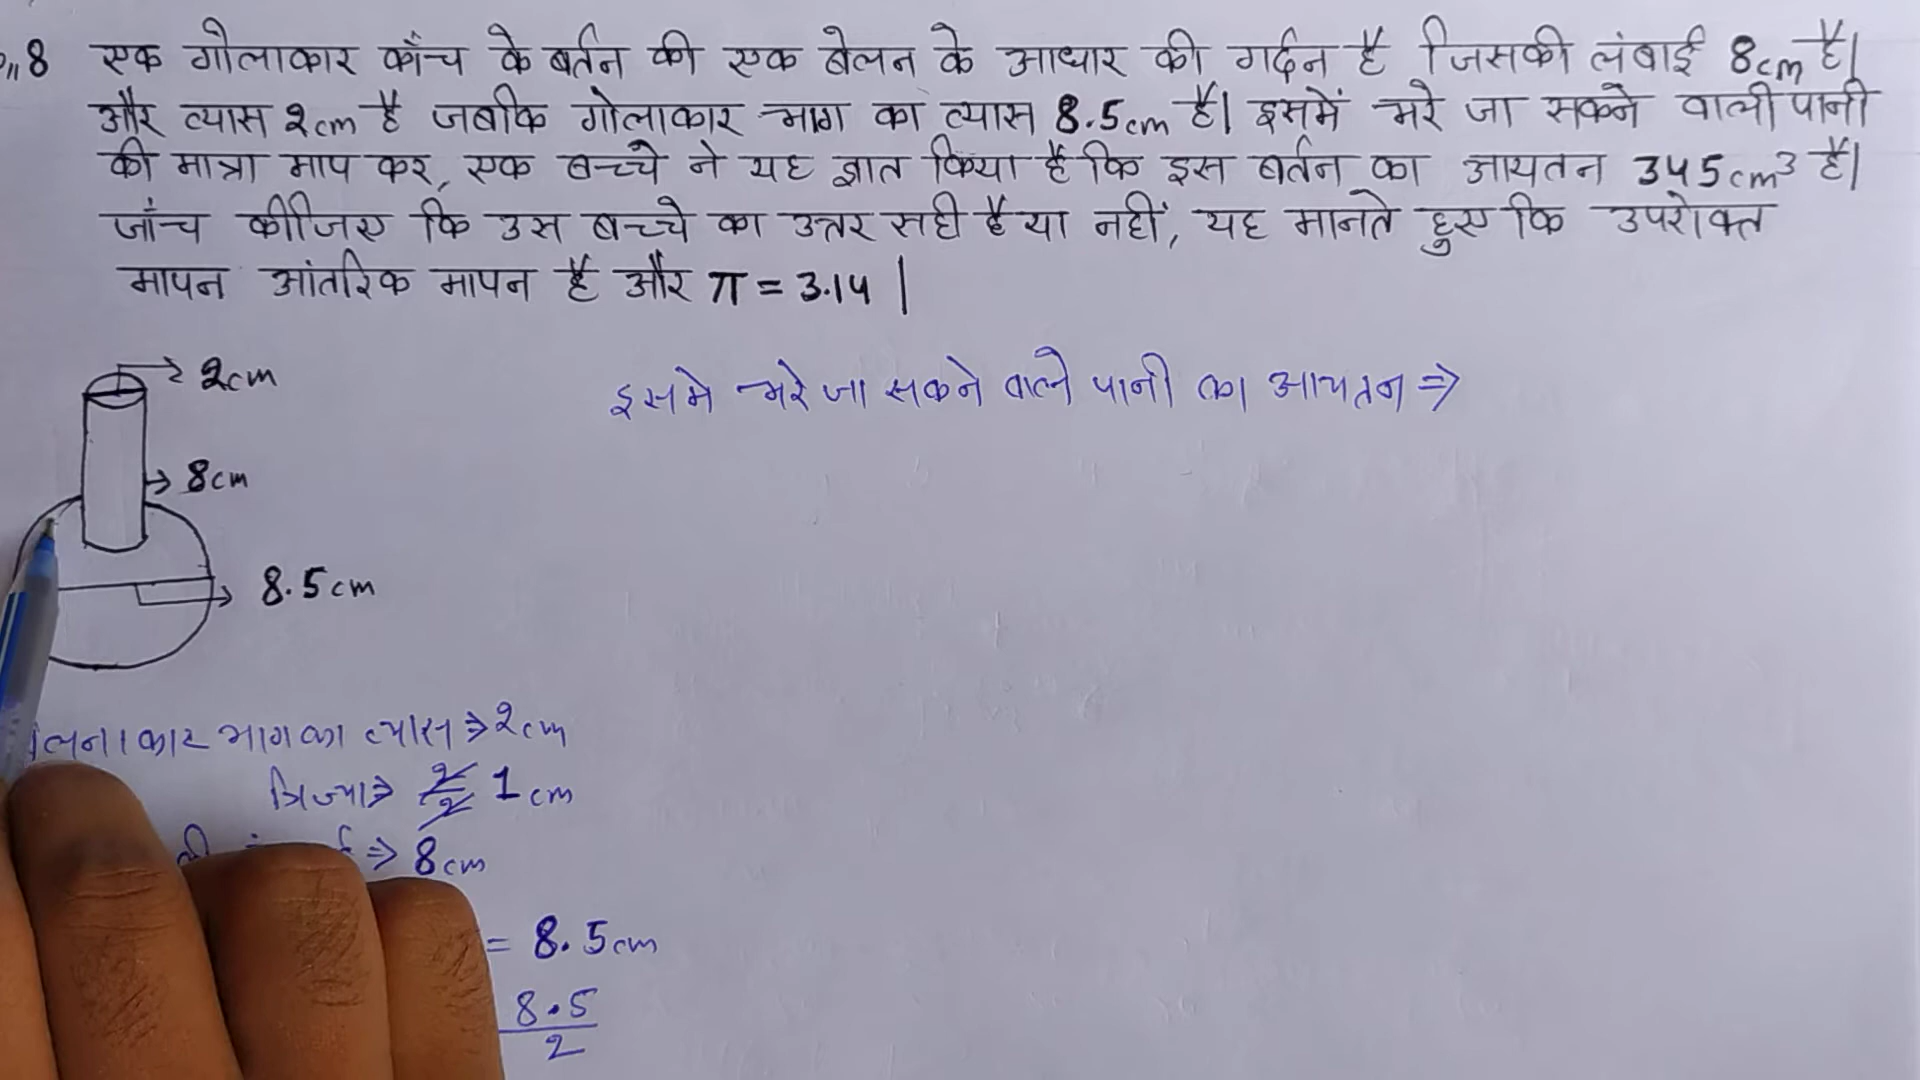 8 एक गोलाकार काँच के बर्तन की एक बेलन के आधार की गर्दन है जिसकी लंबाई 8cm है।
और व्यास 2cm है जबकि गोलाकार भाग का व्यास 8.5cm है। इसमें भरे जा सकने वाली पानी
की मात्रा माप कर, एक बच्चे ने यह ज्ञात किया है कि इस बर्तन का आयतन 345cm³ है।
जाँच कीजिए कि उस बच्चे का उत्तर सही है या नहीं, यह मानते हुए कि उपरोक्त
मापन आंतरिक मापन है और π = 3.14 |
2cm
इसमे भरे जा सकने वाले पानी का आयतन ⇒
8cm
8.5cm
भाग का व्यास ⇒ 2cm
त्रिज्या ⇒ 2/2 1cm
⇒ 8cm
= 8.5cm
8.5/2